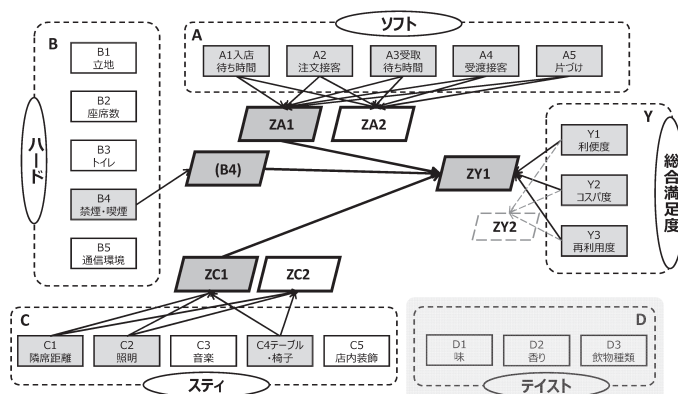 ソフト
A
A1入店
待ち時間
A2
注文接客
A3受取
待ち時間
A4
受渡接客
A5
片づけ
B
B1
立地
B2
座席数
B3
トイレ
B4
禁煙・喫煙
B5
通信環境
ハード
ZA1
ZA2
(B4)
ZY1
ZY2
ZC1
ZC2
Y
Y1
利便度
Y2
コスパ度
Y3
再利用度
総合満足度
C
C1
隣席距離
C2
照明
C3
音楽
C4テーブル
・椅子
C5
店内装飾
スティ
D
D1
味
D2
香り
D3
飲物種類
テイスト